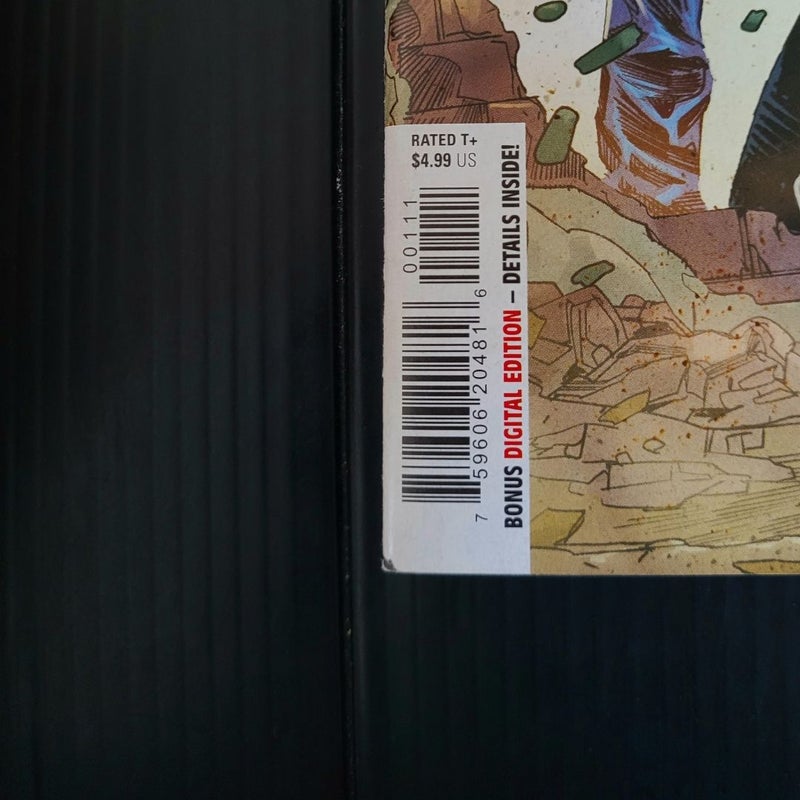 RATED T+
$4.99 US
00111
7 59606 20481 6
BONUS DIGITAL EDITION – DETAILS INSIDE!